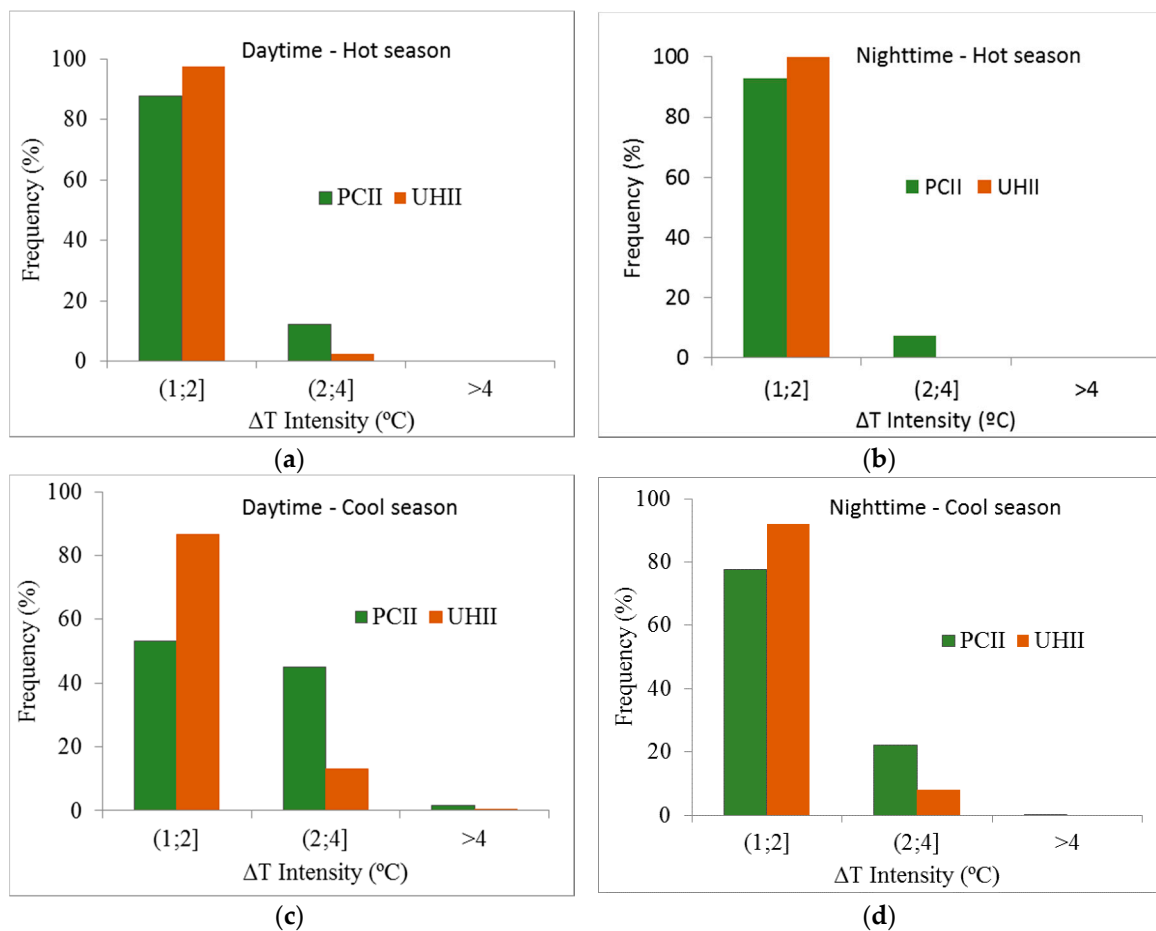 Daytime - Hot season
100
80
60
40
20
0
Frequency (%)
PCII UHII
(1;2] (2;4] >4
ΔT Intensity (ºC)
(a)
Nighttime - Hot season
100
80
60
40
20
0
Frequency (%)
PCII UHII
(1;2] (2;4] >4
ΔT Intensity (ºC)
(b)
Daytime - Cool season
100
80
60
40
20
0
Frequency (%)
PCII UHII
(1;2] (2;4] >4
ΔT Intensity (ºC)
(c)
Nighttime - Cool season
100
80
60
40
20
0
Frequency (%)
PCII UHII
(1;2] (2;4] >4
ΔT Intensity (ºC)
(d)